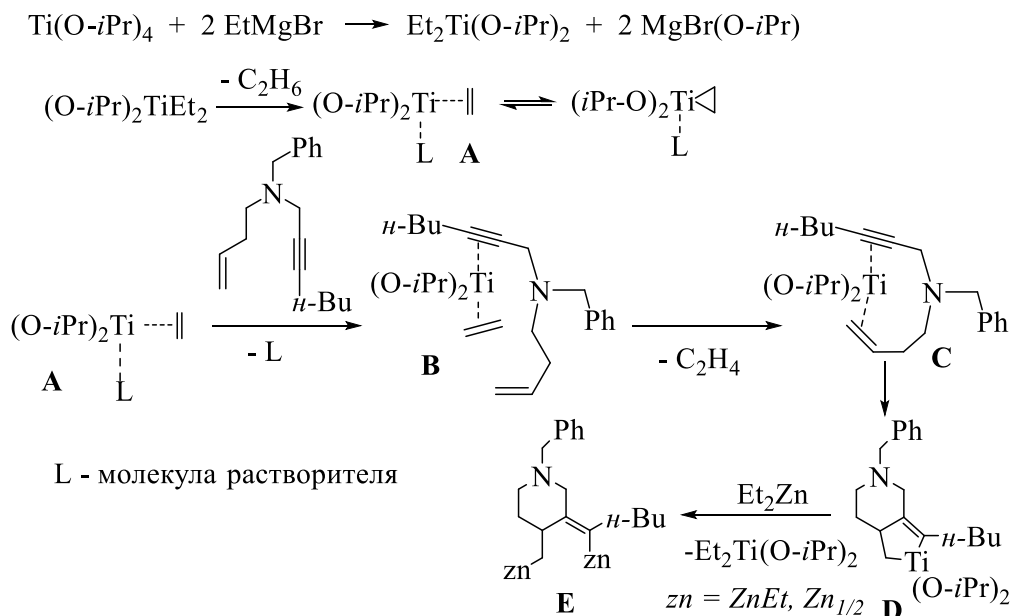 Ti(O-iPr)4 + 2 EtMgBr Et2Ti(O-iPr)2 + 2 MgBr(O-iPr)
(O-iPr)2TiEt2 - C2H6 (O-iPr)2Ti (iPr-O)2Ti
L A L
Ph
N
н-Bu
н-Bu
(O-iPr)2Ti
N
Ph
н-Bu
(O-iPr)2Ti
N
Ph
(O-iPr)2Ti
A
L
- L
B
- C2H4
C
L - молекула растворителя
Ph
N
н-Bu
zn
zn
E
Et2Zn
-Et2Ti(O-iPr)2
zn = ZnEt, Zn1/2
Ph
N
н-Bu
Ti
(O-iPr)2
D